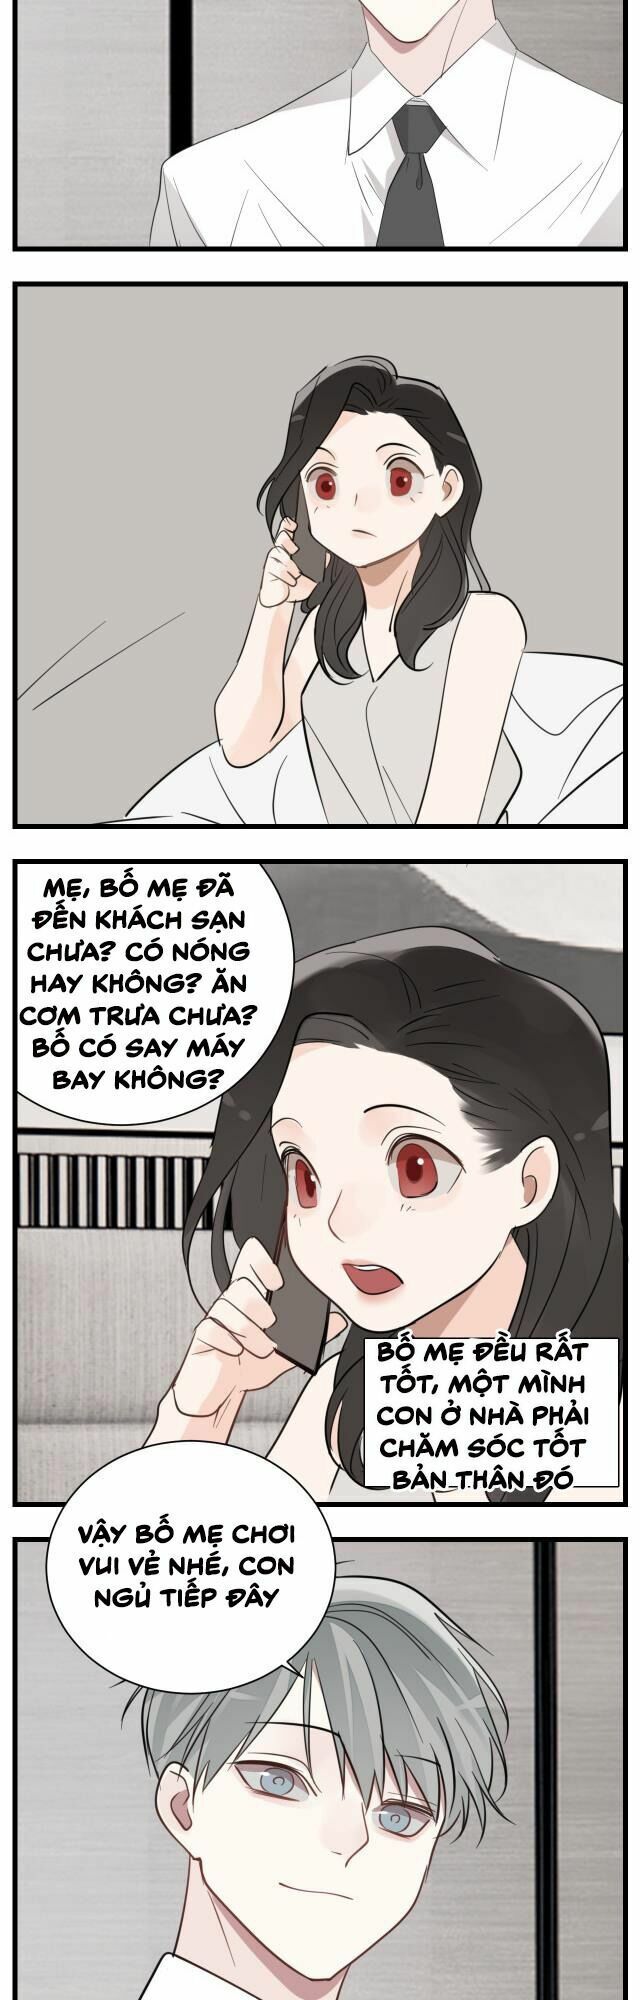 MẸ, BỐ MẸ ĐÃ
ĐẾN KHÁCH SẠN
CHƯA? CÓ NÓNG
HAY KHÔNG? ĂN
CƠM TRƯA CHƯA?
BỐ CÓ SAY MÁY
BAY KHÔNG?
BỐ MẸ ĐỀU RẤT
TỐT, MỘT MÌNH
CON Ở NHÀ PHẢI
CHĂM SÓC TỐT
BẢN THÂN ĐÓ
VẬY BỐ MẸ CHƠI
VUI VẺ NHÉ, CON
NGỦ TIẾP ĐÂY